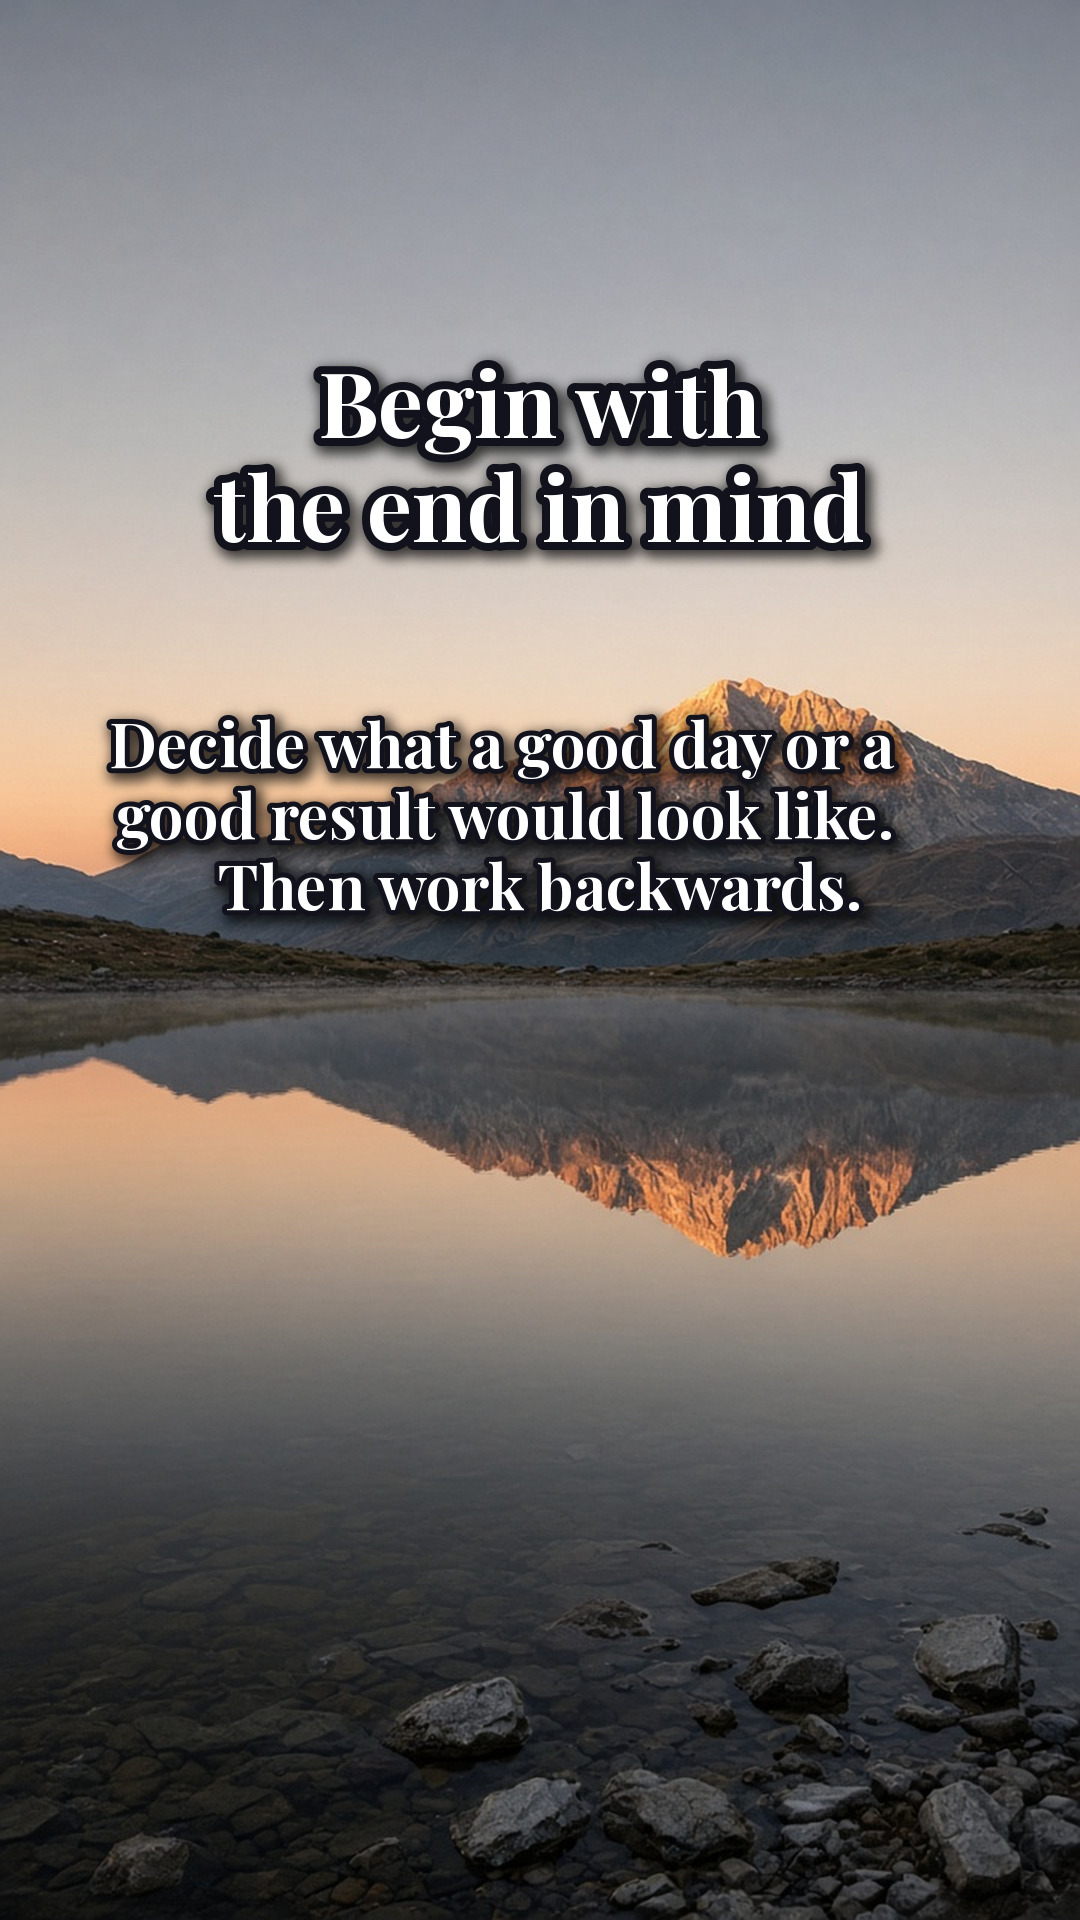 Begin with
the end in mind
Decide what a good day or a
good result would look like.
Then work backwards.